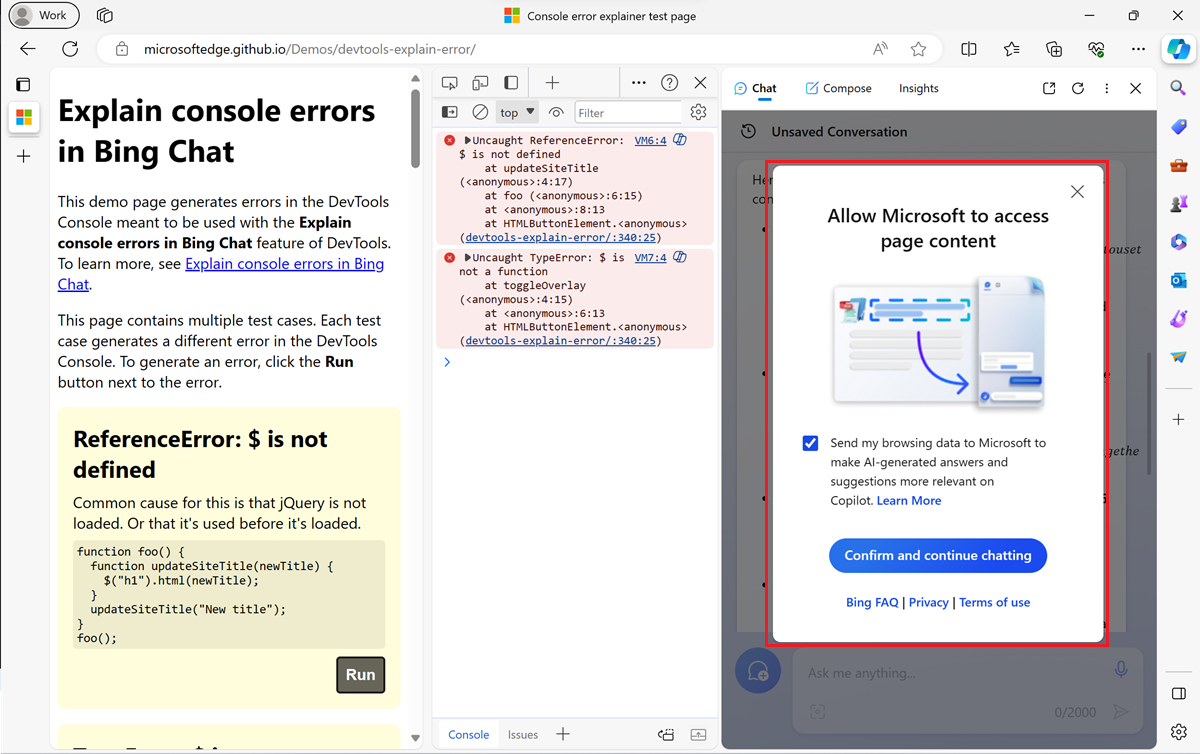 Work
Console error explainer test page
microsoftedge.github.io/Demos/devtools-explain-error/
Explain console errors
in Bing Chat
This demo page generates errors in the DevTools
Console meant to be used with the Explain
console errors in Bing Chat feature of DevTools.
To learn more, see Explain console errors in Bing
Chat.
This page contains multiple test cases. Each test
case generates a different error in the DevTools
Console. To generate an error, click the Run
button next to the error.
ReferenceError: $ is not
defined
Common cause for this is that jQuery is not
loaded. Or that it's used before it's loaded.
function foo() {
function updateSiteTitle(newTitle) {
$("h1").html(newTitle);
}
updateSiteTitle("New title");
}
foo();
Run
top
Filter
Uncaught ReferenceError: VM6:4
$ is not defined
at updateSiteTitle
(<anonymous>:4:17)
at foo (<anonymous>:6:15)
at <anonymous>:8:13
at HTMLButtonElement.<anonymous>
(devtools-explain-error/:340:25)
Uncaught TypeError: $ is VM7:4
not a function
at toggleOverlay
(<anonymous>:4:15)
at <anonymous>:6:13
at HTMLButtonElement.<anonymous>
(devtools-explain-error/:340:25)
Console Issues
Chat Compose Insights
Unsaved Conversation
Allow Microsoft to access
page content
Send my browsing data to Microsoft to
make AI-generated answers and
suggestions more relevant on
Copilot. Learn More
Confirm and continue chatting
Bing FAQ | Privacy | Terms of use
Ask me anything...
0/2000